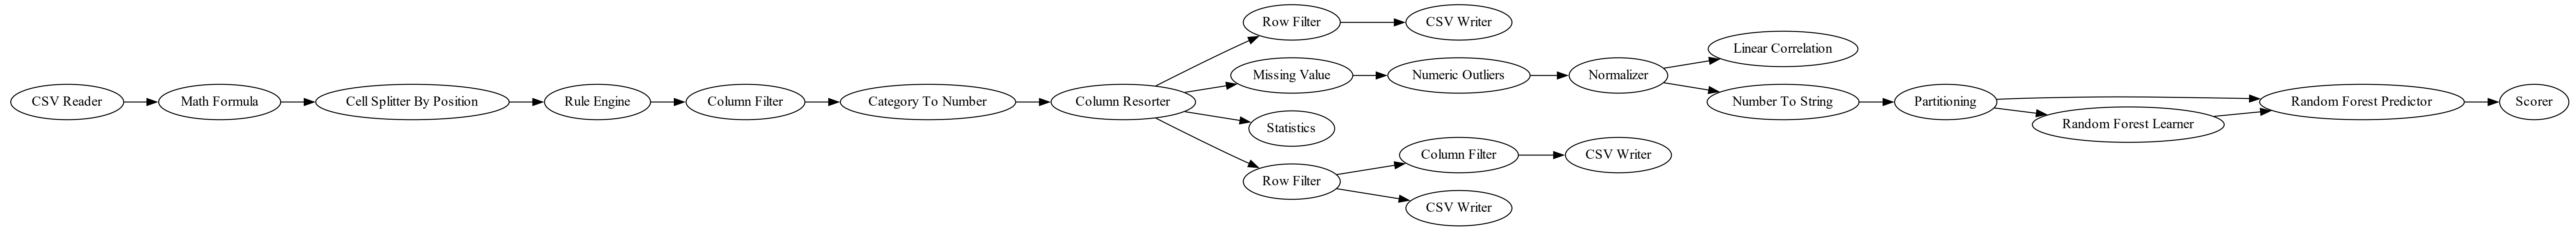 CSV Reader
Math Formula
Cell Splitter By Position
Rule Engine
Column Filter
Category To Number
Column Resorter
Row Filter
CSV Writer
Missing Value
Numeric Outliers
Normalizer
Linear Correlation
Number To String
Partitioning
Random Forest Learner
Random Forest Predictor
Scorer
Statistics
Row Filter
Column Filter
CSV Writer
CSV Writer